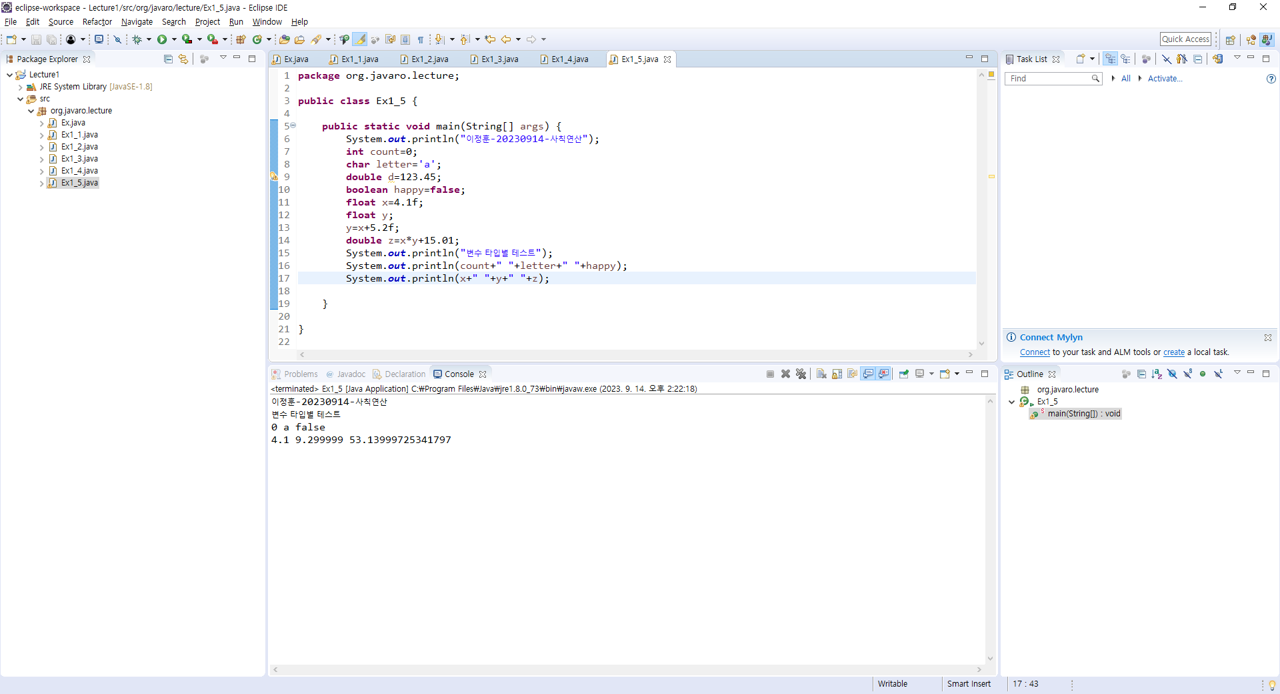 eclipse-workspace - Lecture1/src/org/javaro/lecture/Ex1_5.java - Eclipse IDE
File Edit Source Refactor Navigate Search Project Run Window Help
Quick Access
Package Explorer
Lecture1
JRE System Library [JavaSE-1.8]
src
org.javaro.lecture
Ex.java
Ex1_1.java
Ex1_2.java
Ex1_3.java
Ex1_4.java
Ex1_5.java
Ex.java Ex1_1.java Ex1_2.java Ex1_3.java Ex1_4.java Ex1_5.java
1 package org.javaro.lecture;
2
3 public class Ex1_5 {
4
5 public static void main(String[] args) {
6 System.out.println("이정훈-20230914-사칙연산");
7 int count=0;
8 char letter='a';
9 double d=123.45;
10 boolean happy=false;
11 float x=4.1f;
12 float y;
13 y=x+5.2f;
14 double z=x*y+15.01;
15 System.out.println("변수 타입별 테스트");
16 System.out.println(count+" "+letter+" "+happy);
17 System.out.println(x+" "+y+" "+z);
18
19 }
20
21 }
22
Problems Javadoc Declaration Console
<terminated> Ex1_5 [Java Application] C:₩Program Files₩Java₩jre1.8.0_73₩bin₩javaw.exe (2023. 9. 14. 오후 2:22:18)
이정훈-20230914-사칙연산
변수 타입별 테스트
0 a false
4.1 9.299999 53.13999725341797
Task List
Find All Activate...
Connect Mylyn
Connect to your task and ALM tools or create a local task.
Outline
org.javaro.lecture
Ex1_5
main(String[]) : void
Writable Smart Insert 17 : 43